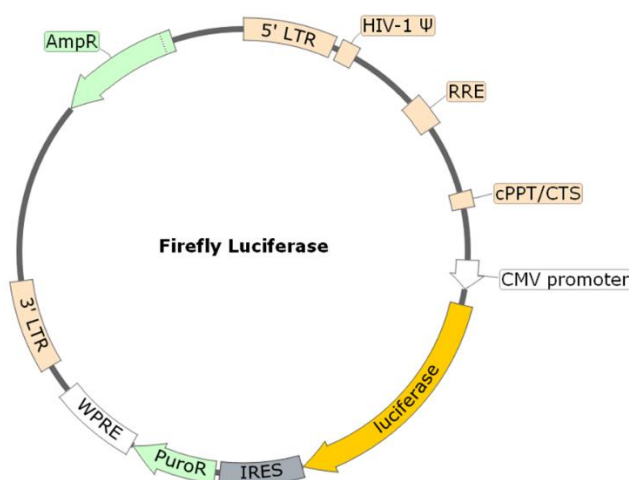 AmpR
5' LTR
HIV-1 Ψ
RRE
cPPT/CTS
Firefly Luciferase
CMV promoter
luciferase
IRES
PuroR
WPRE
3' LTR